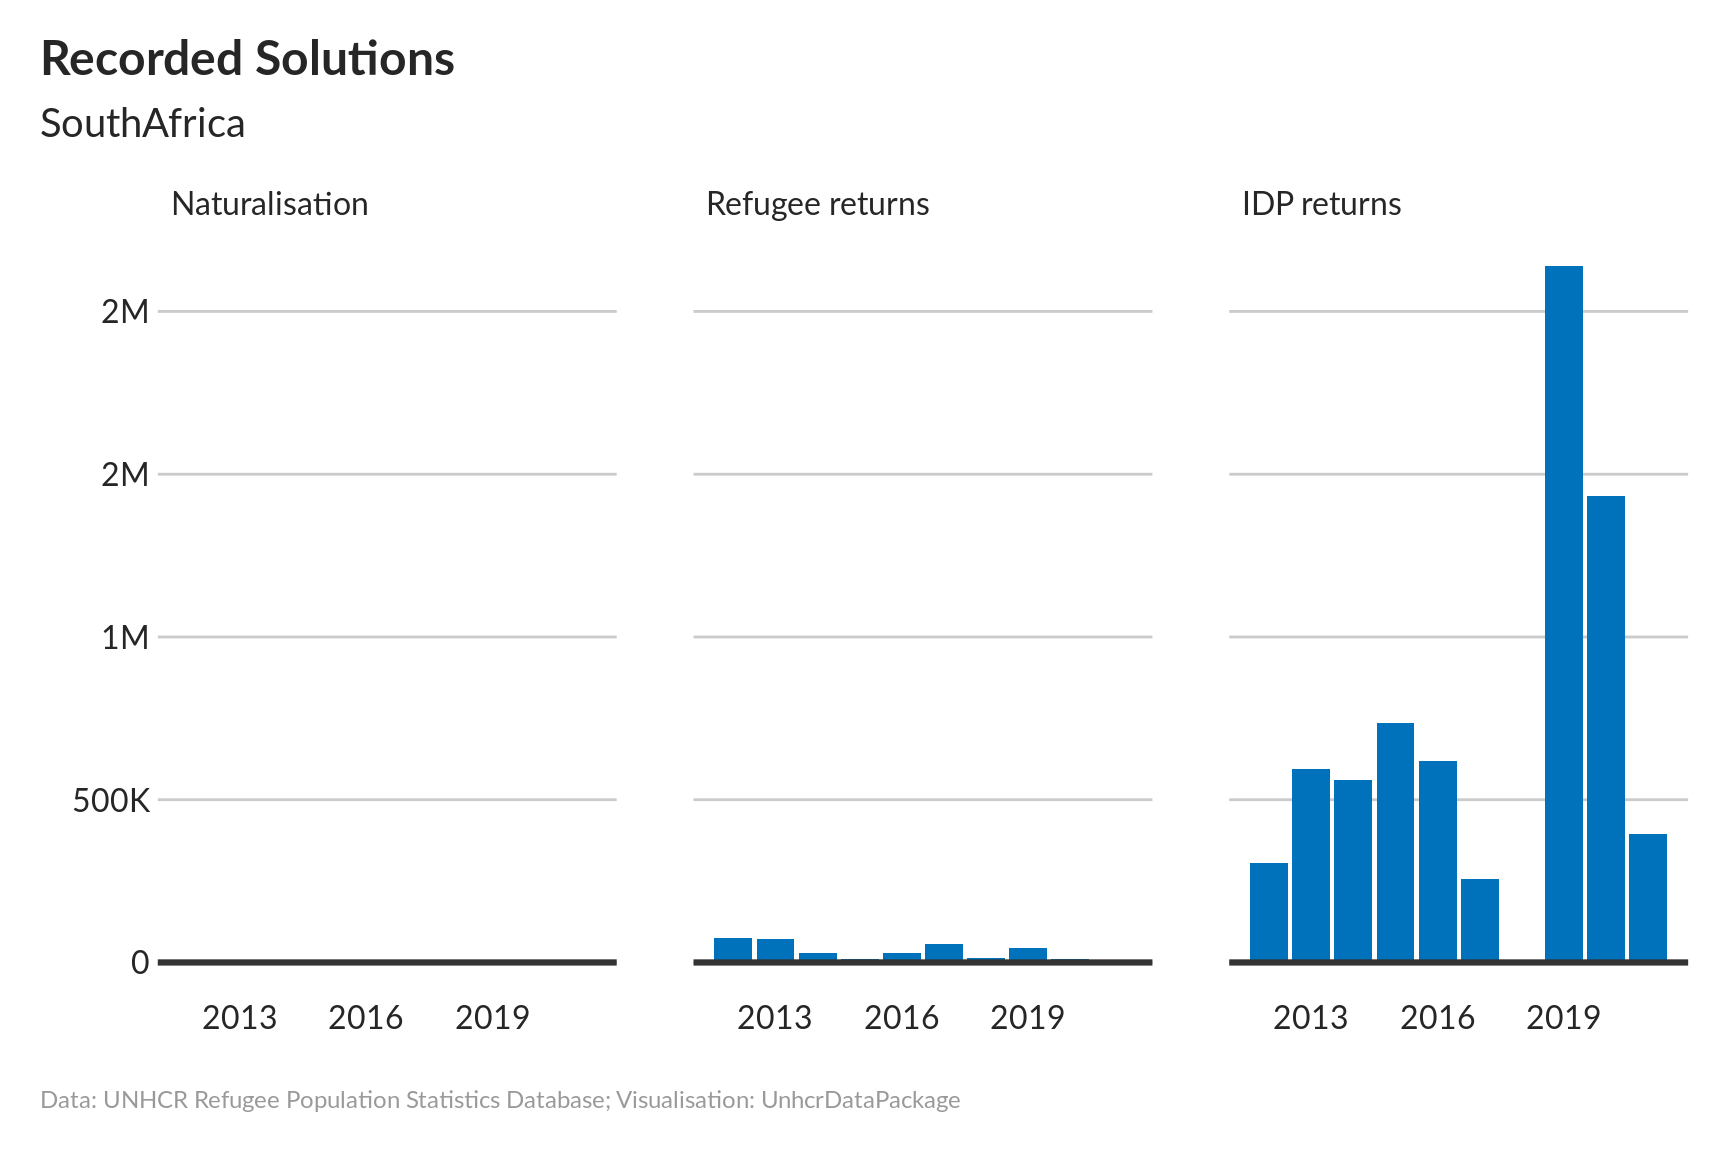 Recorded Solutions
SouthAfrica
Naturalisation
Refugee returns
IDP returns
2M
2M
1M
500K
0
2013 2016 2019
2013 2016 2019
2013 2016 2019
Data: UNHCR Refugee Population Statistics Database; Visualisation: UnhcrDataPackage